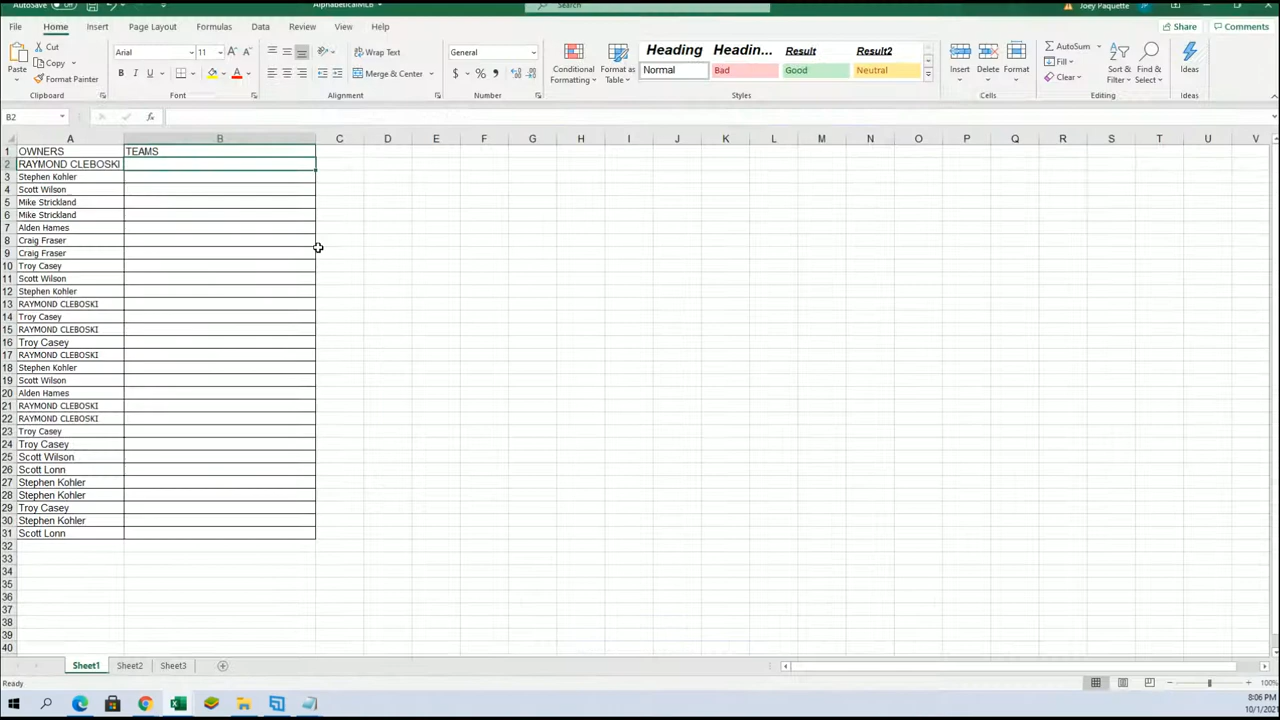 AutoSave Off AlphabeticalMLB Search Joey Paquette
File Home Insert Page Layout Formulas Data Review View Help Share Comments
Paste Cut Copy Format Painter Clipboard
Arial 11 B I U Font
Wrap Text Merge & Center Alignment
General $ % Number
Conditional Formatting Format as Table
Heading Headin... Result Result2
Normal Bad Good Neutral Styles
Insert Delete Format Cells
AutoSum Fill Clear Sort & Filter Find & Select Editing
Ideas
B2 fx
A B C D E F G H I J K L M N O P Q R S T U V
1 OWNERS TEAMS
2 RAYMOND CLEBOSKI
3 Stephen Kohler
4 Scott Wilson
5 Mike Strickland
6 Mike Strickland
7 Alden Hames
8 Craig Fraser
9 Craig Fraser
10 Troy Casey
11 Scott Wilson
12 Stephen Kohler
13 RAYMOND CLEBOSKI
14 Troy Casey
15 RAYMOND CLEBOSKI
16 Troy Casey
17 RAYMOND CLEBOSKI
18 Stephen Kohler
19 Scott Wilson
20 Alden Hames
21 RAYMOND CLEBOSKI
22 RAYMOND CLEBOSKI
23 Troy Casey
24 Troy Casey
25 Scott Wilson
26 Scott Lonn
27 Stephen Kohler
28 Stephen Kohler
29 Troy Casey
30 Stephen Kohler
31 Scott Lonn
32
33
34
35
36
37
38
39
40
Sheet1 Sheet2 Sheet3
Ready 100%
8:06 PM
10/1/202